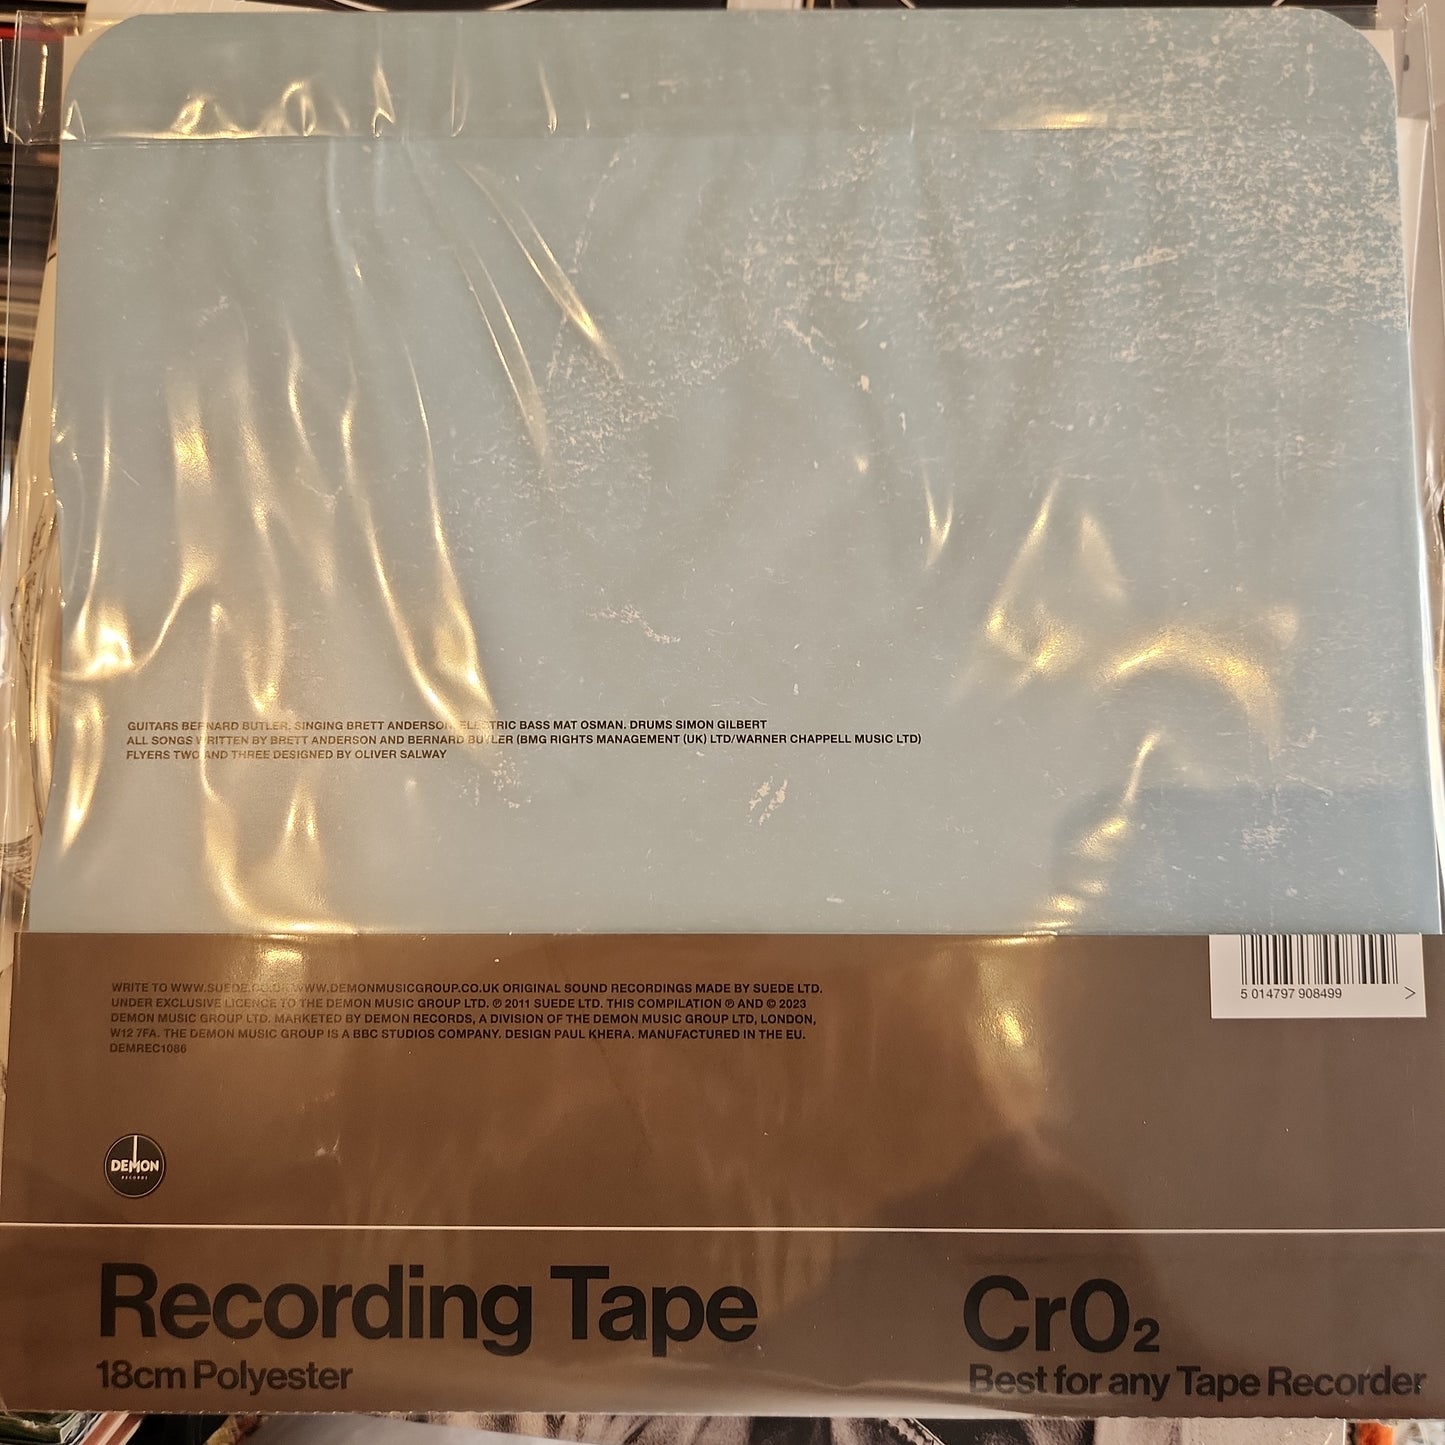 GUITARS BERNARD BUTLER. SINGING BRETT ANDERSON. ELECTRIC BASS MAT OSMAN. DRUMS SIMON GILBERT
ALL SONGS WRITTEN BY BRETT ANDERSON AND BERNARD BUTLER (BMG RIGHTS MANAGEMENT (UK) LTD/WARNER CHAPPELL MUSIC LTD)
FLYERS TWO AND THREE DESIGNED BY OLIVER SALWAY
WRITE TO WWW.SUEDE.CO.UK WWW.DEMONMUSICGROUP.CO.UK ORIGINAL SOUND RECORDINGS MADE BY SUEDE LTD.
UNDER EXCLUSIVE LICENCE TO THE DEMON MUSIC GROUP LTD. ℗ 2011 SUEDE LTD. THIS COMPILATION ℗ AND © 2023
DEMON MUSIC GROUP LTD. MARKETED BY DEMON RECORDS, A DIVISION OF THE DEMON MUSIC GROUP LTD, LONDON,
W12 7FA. THE DEMON MUSIC GROUP IS A BBC STUDIOS COMPANY. DESIGN PAUL KHERA. MANUFACTURED IN THE EU.
DEMREC1086
5 014797 908499 >
DEMON
RECORDS
Recording Tape
18cm Polyester
CrO2
Best for any Tape Recorder